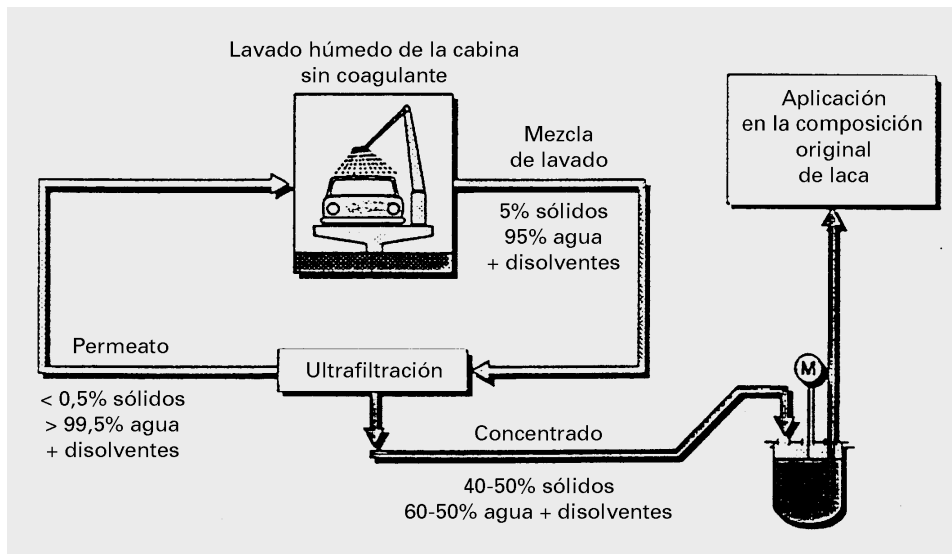 Lavado húmedo de la cabina
sin coagulante
Mezcla
de lavado
5% sólidos
95% agua
+ disolventes
Aplicación
en la composición
original
de laca
Permeato
< 0,5% sólidos
> 99,5% agua
+ disolventes
Ultrafiltración
Concentrado
40-50% sólidos
60-50% agua + disolventes
M